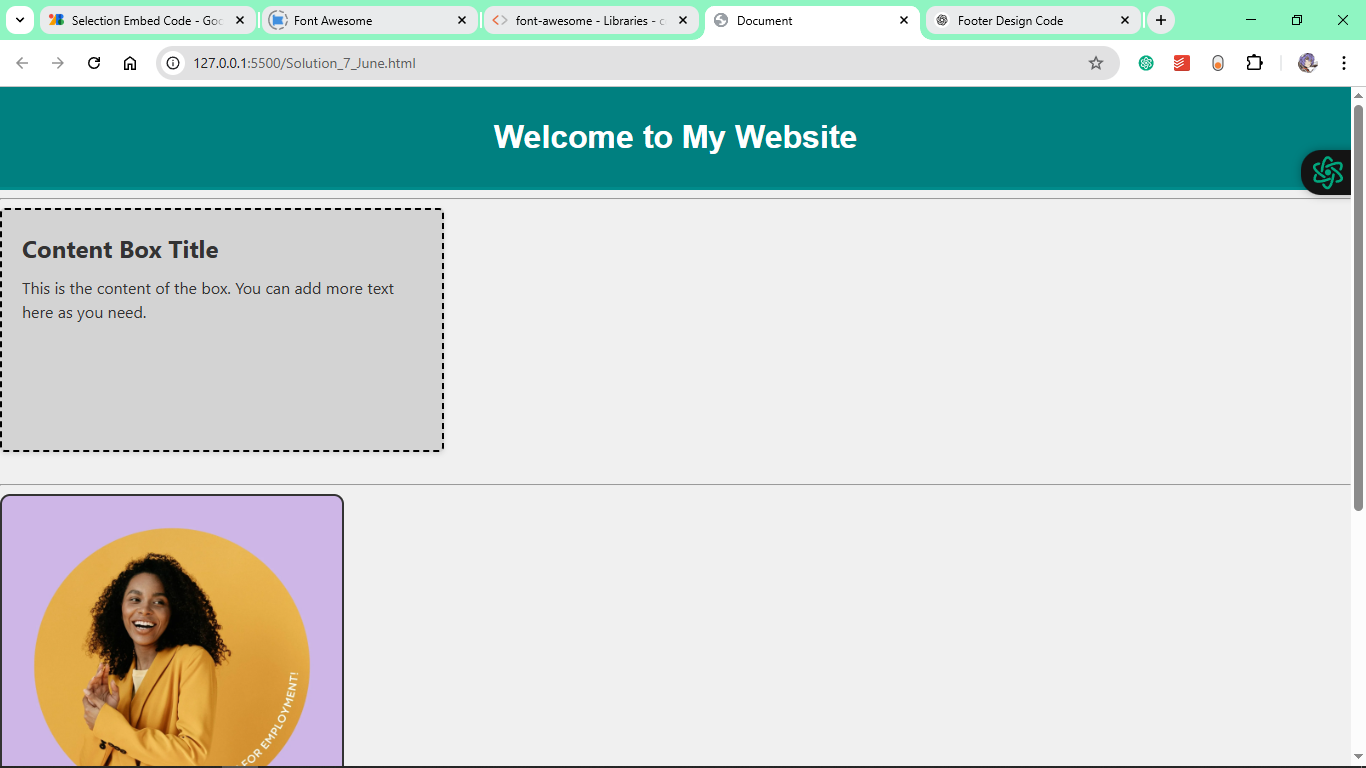 Selection Embed Code - Goo
Font Awesome
font-awesome - Libraries - c
Document
Footer Design Code
127.0.0.1:5500/Solution_7_June.html
Welcome to My Website
Content Box Title
This is the content of the box. You can add more text
here as you need.
FOR EMPLOYMENT!